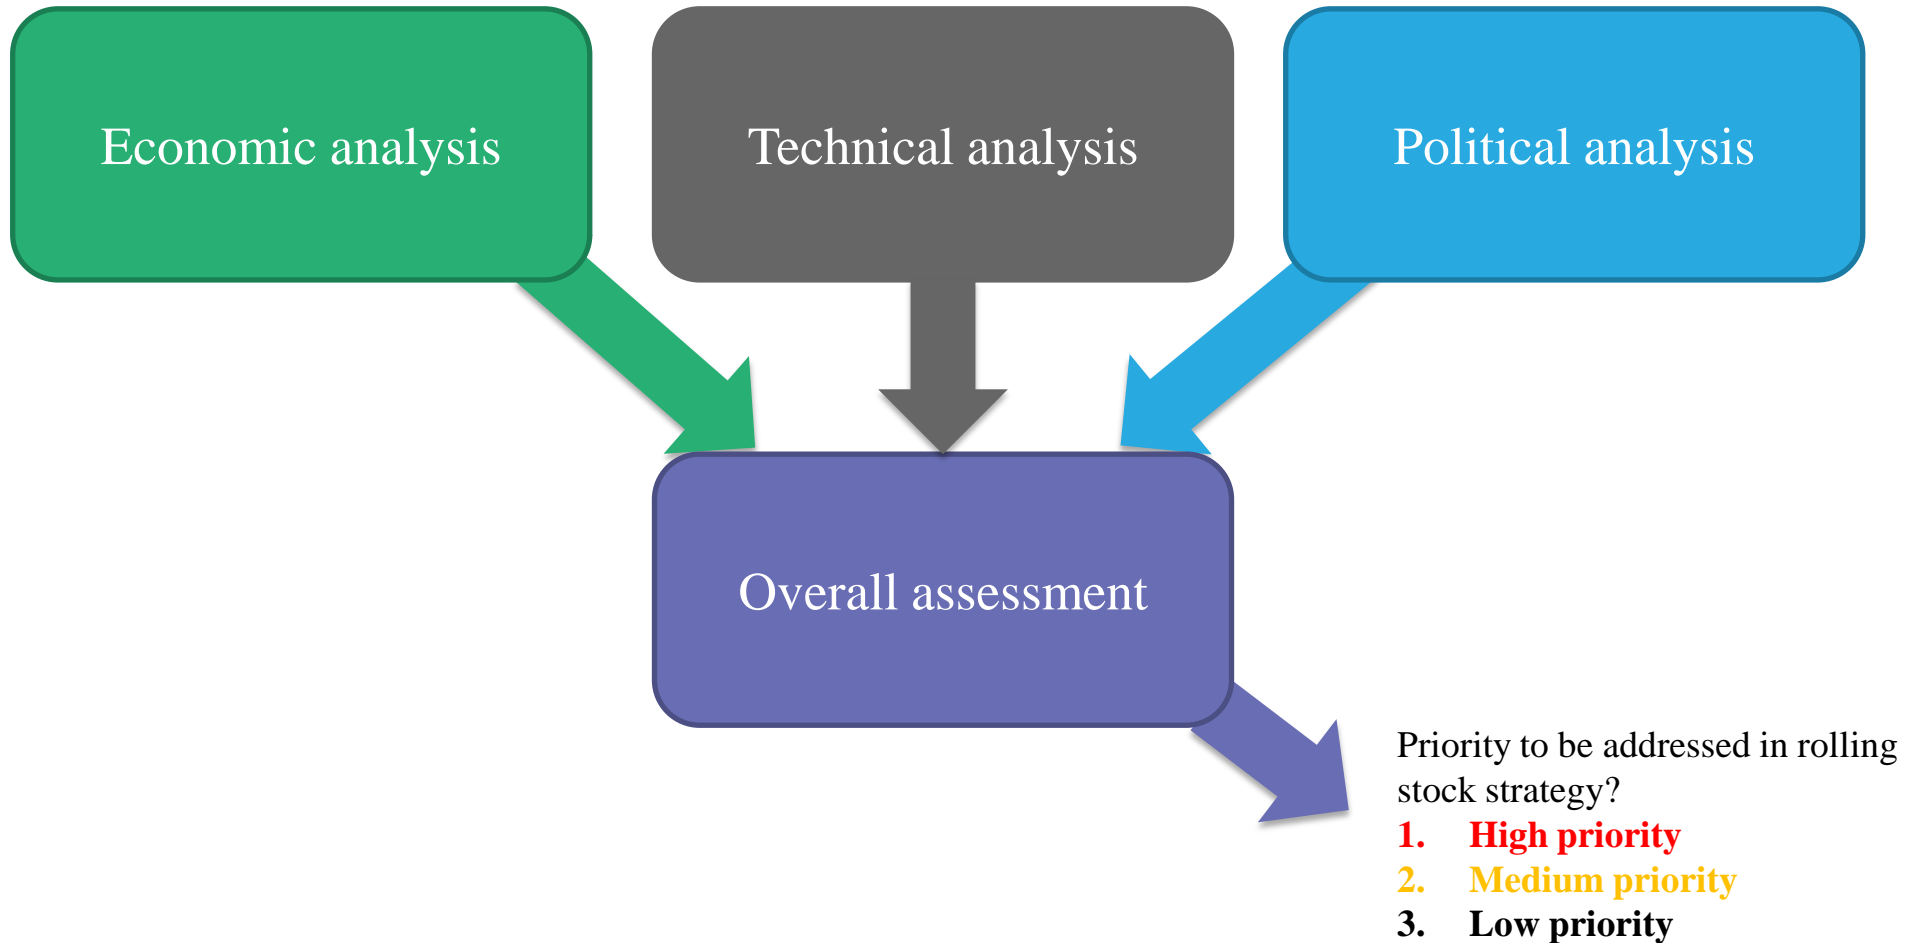 Economic analysis
Technical analysis
Political analysis
Overall assessment
Priority to be addressed in rolling
stock strategy?
1. High priority
2. Medium priority
3. Low priority